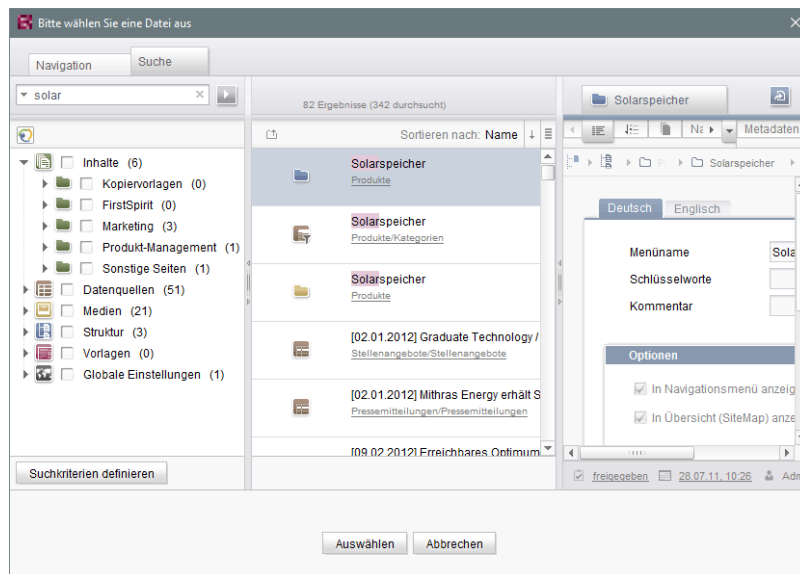 Bitte wählen Sie eine Datei aus
Navigation
Suche
solar
82 Ergebnisse (342 durchsucht)
Sortieren nach: Name
Inhalte (6)
Kopiervorlagen (0)
FirstSpirit (0)
Marketing (3)
Produkt-Management (1)
Sonstige Seiten (1)
Datenquellen (51)
Medien (21)
Struktur (3)
Vorlagen (0)
Globale Einstellungen (1)
Suchkriterien definieren
Solarspeicher
Produkte
Solarspeicher
Produkte/Kategorien
Solarspeicher
Produkte
[02.01.2012] Graduate Technology /
Stellenangebote/Stellenangebote
[02.01.2012] Mithras Energy erhält S
Pressemitteilungen/Pressemitteilungen
[09.02.2012] Erreichbares Optimum
Solarspeicher
Na
Metadaten
Solarspeicher
Deutsch
Englisch
Menüname
Sola
Schlüsselworte
Kommentar
Optionen
In Navigationsmenü anzeig
In Übersicht (SiteMap) anze
freigegeben
28.07.11, 10:26
Adm
Auswählen
Abbrechen